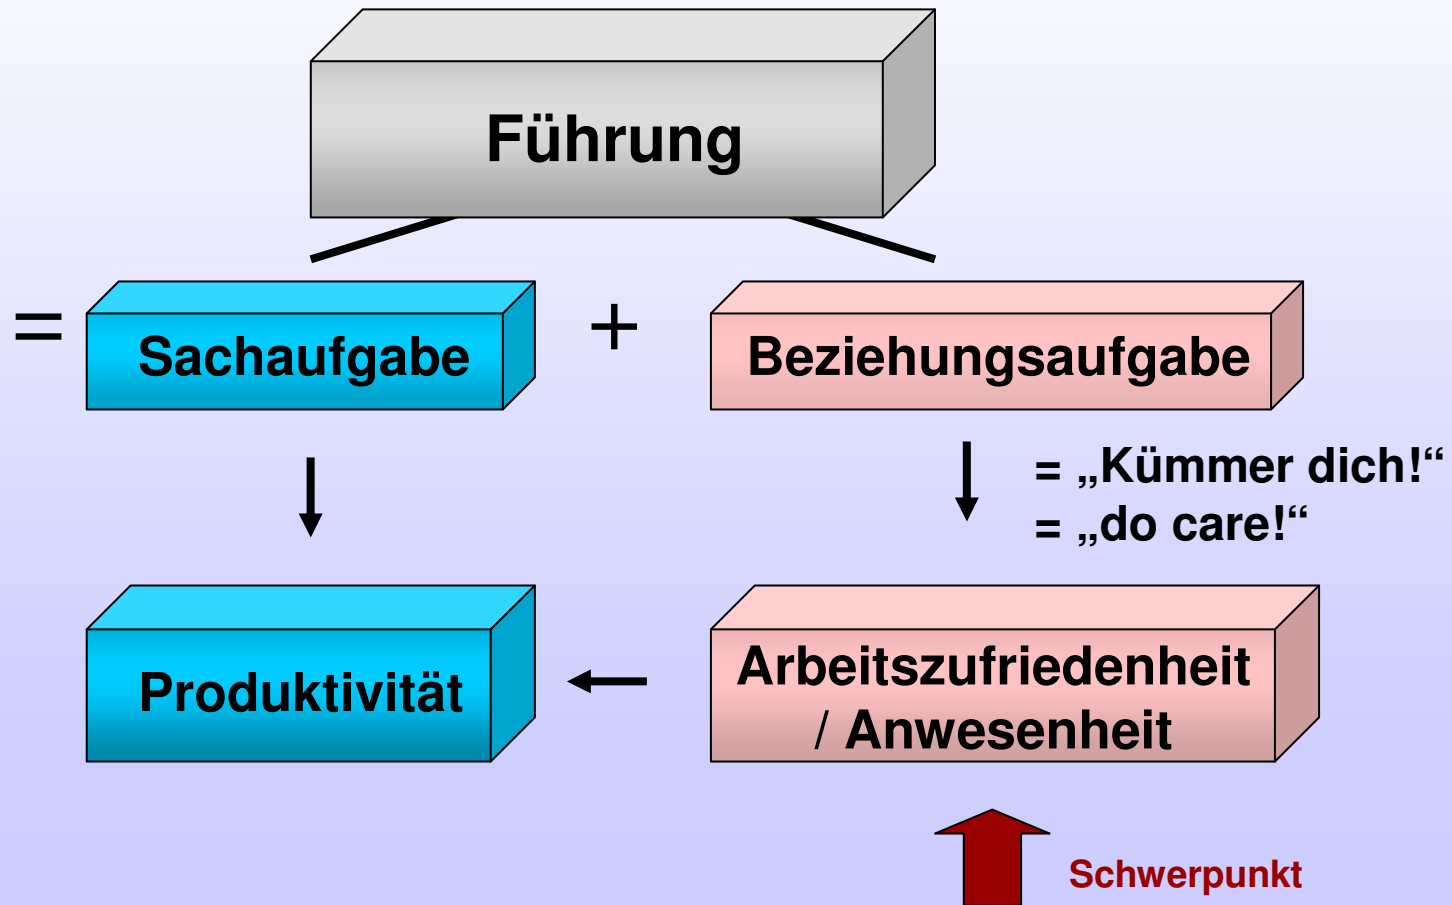 Führung
= Sachaufgabe + Beziehungsaufgabe
= „Kümmer dich!“
= „do care!“
Produktivität
Arbeitszufriedenheit
/ Anwesenheit
Schwerpunkt